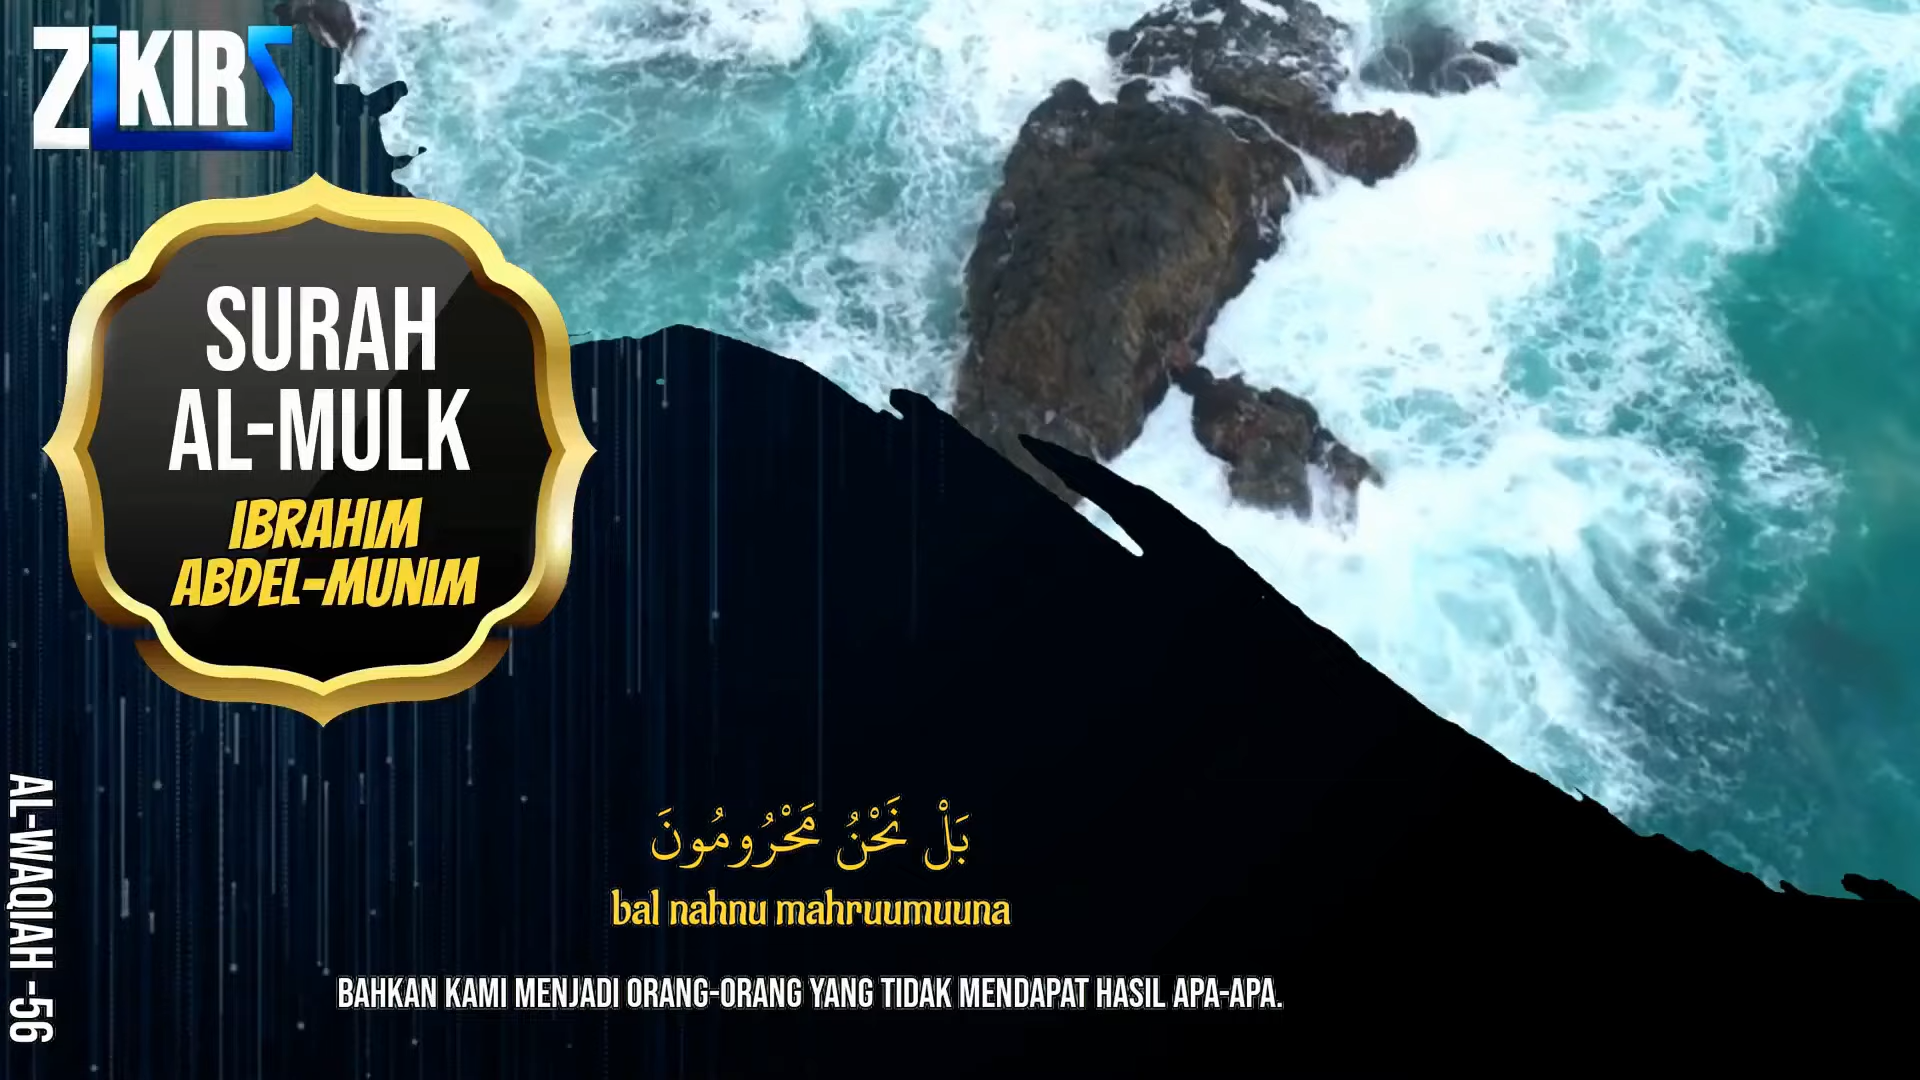 ZiKIRS
SURAH
AL-MULK
IBRAHIM
ABDEL-MUNIM
AL-WAQIAH -56
بَلْ نَحْنُ مَحْرُومُونَ
bal nahnu mahruumuuna
BAHKAN KAMI MENJADI ORANG-ORANG YANG TIDAK MENDAPAT HASIL APA-APA.